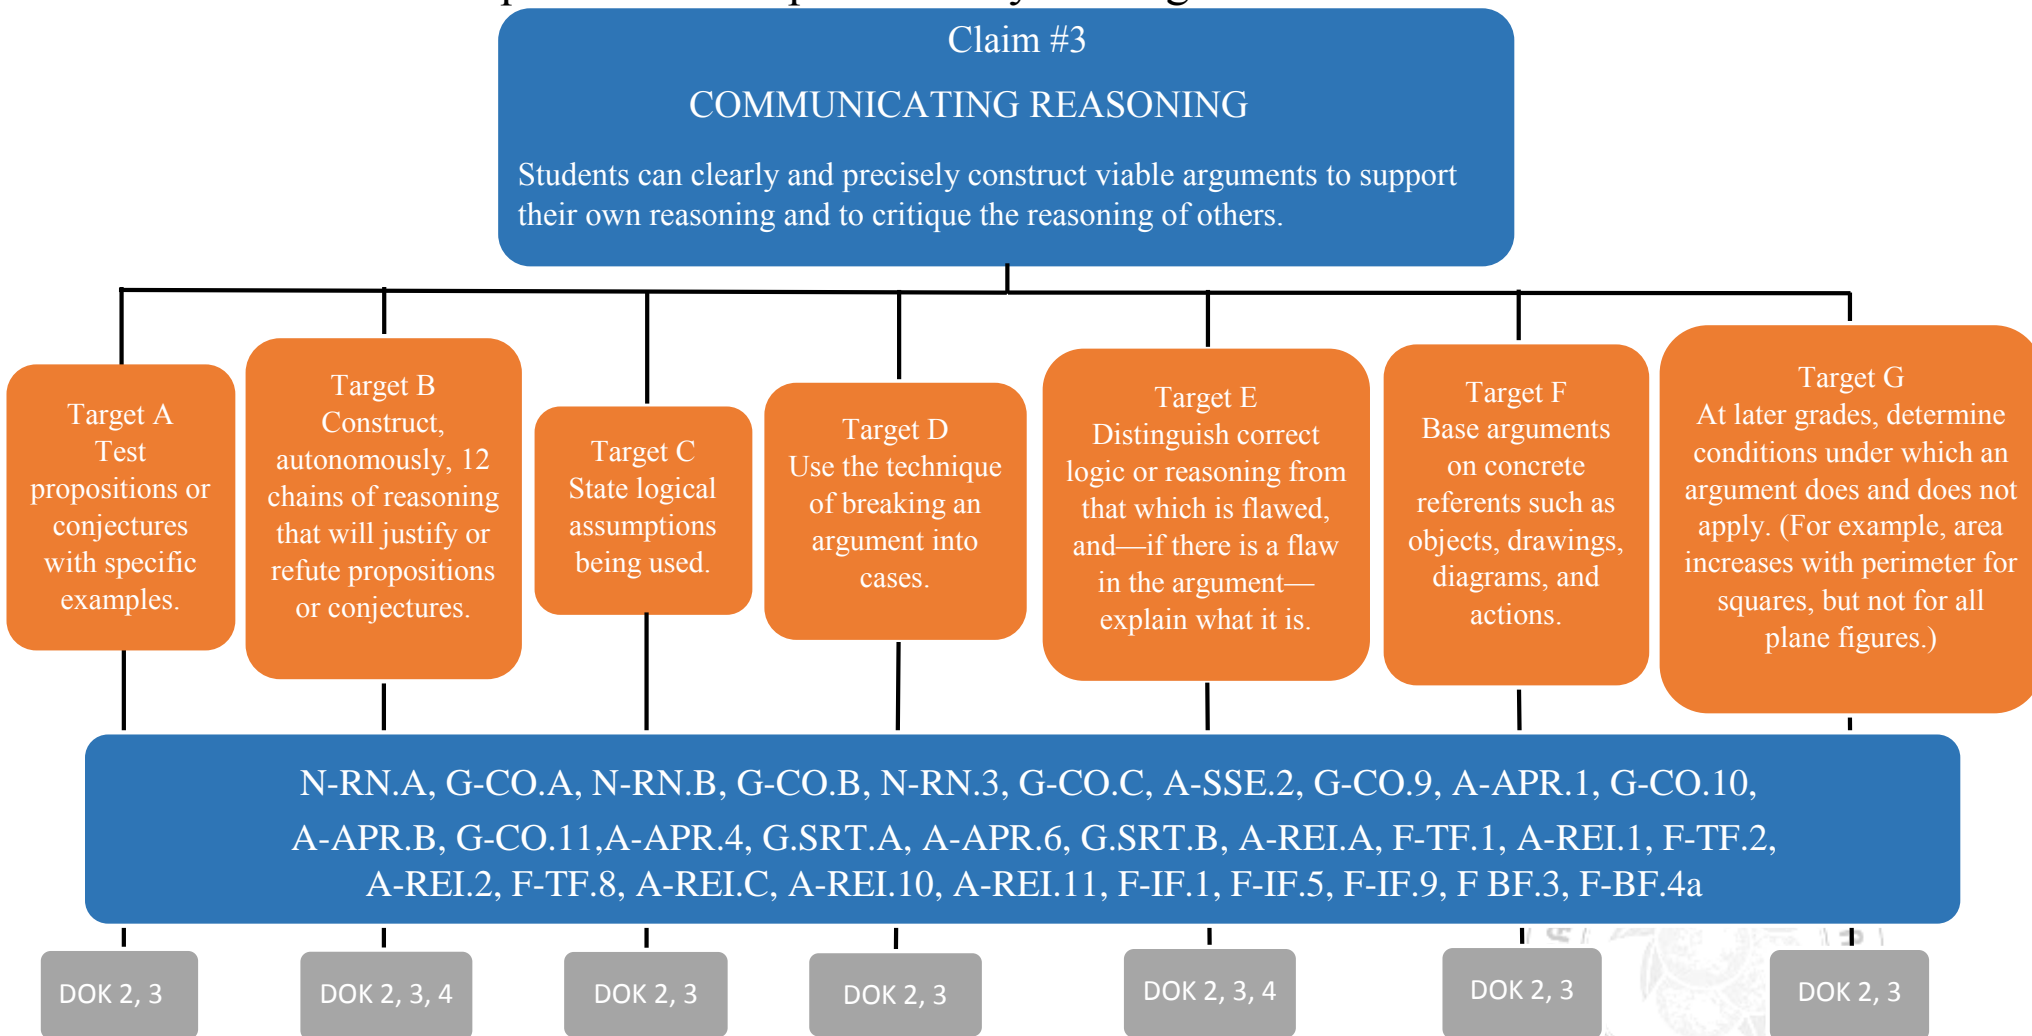 Claim #3
COMMUNICATING REASONING
Students can clearly and precisely construct viable arguments to support
their own reasoning and to critique the reasoning of others.
Target A
Test
propositions or
conjectures
with specific
examples.
Target B
Construct,
autonomously, 12
chains of reasoning
that will justify or
refute propositions
or conjectures.
Target C
State logical
assumptions
being used.
Target D
Use the technique
of breaking an
argument into
cases.
Target E
Distinguish correct
logic or reasoning from
that which is flawed,
and—if there is a flaw
in the argument—
explain what it is.
Target F
Base arguments
on concrete
referents such as
objects, drawings,
diagrams, and
actions.
Target G
At later grades, determine
conditions under which an
argument does and does not
apply. (For example, area
increases with perimeter for
squares, but not for all
plane figures.)
N-RN.A, G-CO.A, N-RN.B, G-CO.B, N-RN.3, G-CO.C, A-SSE.2, G-CO.9, A-APR.1, G-CO.10,
A-APR.B, G-CO.11,A-APR.4, G.SRT.A, A-APR.6, G.SRT.B, A-REI.A, F-TF.1, A-REI.1, F-TF.2,
A-REI.2, F-TF.8, A-REI.C, A-REI.10, A-REI.11, F-IF.1, F-IF.5, F-IF.9, F BF.3, F-BF.4a
DOK 2, 3
DOK 2, 3, 4
DOK 2, 3
DOK 2, 3
DOK 2, 3, 4
DOK 2, 3
DOK 2, 3